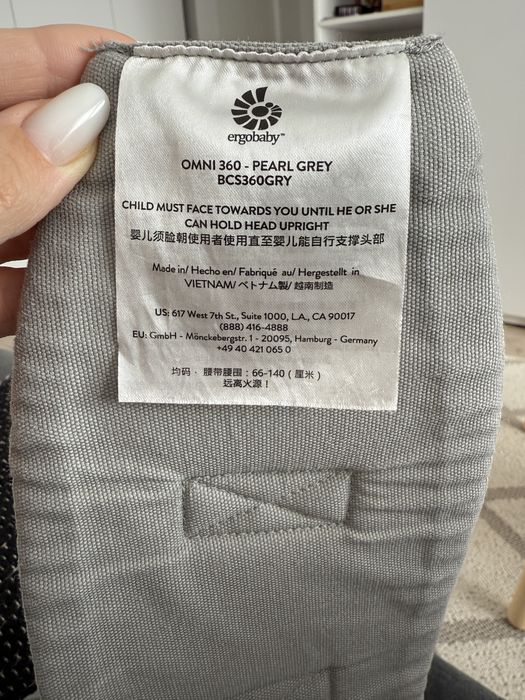 ergobaby™
OMNI 360 - PEARL GREY
BCS360GRY
CHILD MUST FACE TOWARDS YOU UNTIL HE OR SHE
CAN HOLD HEAD UPRIGHT
婴儿须脸朝使用者使用直至婴儿能自行支撑头部
Made in/ Hecho en/ Fabriqué au/ Hergestellt in
VIETNAM/ ベトナム製/ 越南制造
US: 617 West 7th St., Suite 1000, L.A., CA 90017
(888) 416-4888
EU: GmbH - Mönckebergstr. 1 - 20095, Hamburg - Germany
+49 40 421 065 0
均码 · 腰带腰围：66-140（厘米）
远离火源！